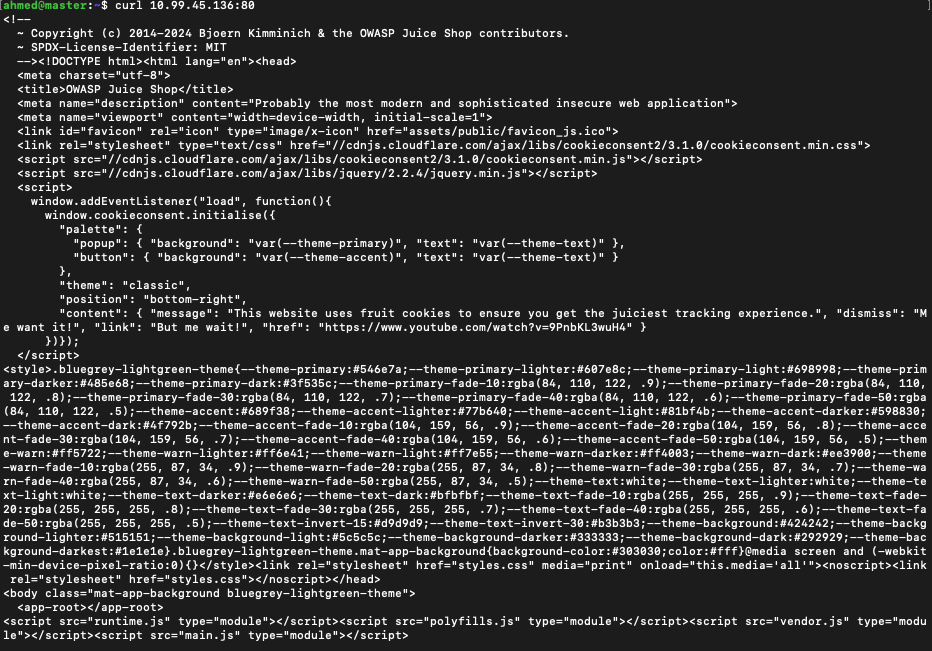 [ahmed@master:~$ curl 10.99.45.136:80 ]
<!--
  ~ Copyright (c) 2014-2024 Bjoern Kimminich & the OWASP Juice Shop contributors.
  ~ SPDX-License-Identifier: MIT
  --><!DOCTYPE html><html lang="en"><head>
  <meta charset="utf-8">
  <title>OWASP Juice Shop</title>
  <meta name="description" content="Probably the most modern and sophisticated insecure web application">
  <meta name="viewport" content="width=device-width, initial-scale=1">
  <link id="favicon" rel="icon" type="image/x-icon" href="assets/public/favicon_js.ico">
  <link rel="stylesheet" type="text/css" href="//cdnjs.cloudflare.com/ajax/libs/cookieconsent2/3.1.0/cookieconsent.min.css">
  <script src="//cdnjs.cloudflare.com/ajax/libs/cookieconsent2/3.1.0/cookieconsent.min.js"></script>
  <script src="//cdnjs.cloudflare.com/ajax/libs/jquery/2.2.4/jquery.min.js"></script>
  <script>
    window.addEventListener("load", function(){
      window.cookieconsent.initialise({
        "palette": {
          "popup": { "background": "var(--theme-primary)", "text": "var(--theme-text)" },
          "button": { "background": "var(--theme-accent)", "text": "var(--theme-text)" }
        },
        "theme": "classic",
        "position": "bottom-right",
        "content": { "message": "This website uses fruit cookies to ensure you get the juiciest tracking experience.", "dismiss": "M
e want it!", "link": "But me wait!", "href": "https://www.youtube.com/watch?v=9PnbKL3wuH4" }
      })});
  </script>
<style>.bluegrey-lightgreen-theme{--theme-primary:#546e7a;--theme-primary-lighter:#607e8c;--theme-primary-light:#698998;--theme-prim
ary-darker:#485e68;--theme-primary-dark:#3f535c;--theme-primary-fade-10:rgba(84, 110, 122, .9);--theme-primary-fade-20:rgba(84, 110,
 122, .8);--theme-primary-fade-30:rgba(84, 110, 122, .7);--theme-primary-fade-40:rgba(84, 110, 122, .6);--theme-primary-fade-50:rgba
(84, 110, 122, .5);--theme-accent:#689f38;--theme-accent-lighter:#77b640;--theme-accent-light:#81bf4b;--theme-accent-darker:#598830;
--theme-accent-dark:#4f792b;--theme-accent-fade-10:rgba(104, 159, 56, .9);--theme-accent-fade-20:rgba(104, 159, 56, .8);--theme-acce
nt-fade-30:rgba(104, 159, 56, .7);--theme-accent-fade-40:rgba(104, 159, 56, .6);--theme-accent-fade-50:rgba(104, 159, 56, .5);--them
e-warn:#ff5722;--theme-warn-lighter:#ff6e41;--theme-warn-light:#ff7e55;--theme-warn-darker:#ff4003;--theme-warn-dark:#ee3900;--theme
-warn-fade-10:rgba(255, 87, 34, .9);--theme-warn-fade-20:rgba(255, 87, 34, .8);--theme-warn-fade-30:rgba(255, 87, 34, .7);--theme-wa
rn-fade-40:rgba(255, 87, 34, .6);--theme-warn-fade-50:rgba(255, 87, 34, .5);--theme-text:white;--theme-text-lighter:white;--theme-te
xt-light:white;--theme-text-darker:#e6e6e6;--theme-text-dark:#bfbfbf;--theme-text-fade-10:rgba(255, 255, 255, .9);--theme-text-fade-
20:rgba(255, 255, 255, .8);--theme-text-fade-30:rgba(255, 255, 255, .7);--theme-text-fade-40:rgba(255, 255, 255, .6);--theme-text-fa
de-50:rgba(255, 255, 255, .5);--theme-text-invert-15:#d9d9d9;--theme-text-invert-30:#b3b3b3;--theme-background:#424242;--theme-backg
round-lighter:#515151;--theme-background-light:#5c5c5c;--theme-background-darker:#333333;--theme-background-dark:#292929;--theme-bac
kground-darkest:#1e1e1e}.bluegrey-lightgreen-theme.mat-app-background{background-color:#303030;color:#fff}@media screen and (-webkit
-min-device-pixel-ratio:0){}</style><link rel="stylesheet" href="styles.css" media="print" onload="this.media='all'"><noscript><link
 rel="stylesheet" href="styles.css"></noscript></head>
<body class="mat-app-background bluegrey-lightgreen-theme">
  <app-root></app-root>
<script src="runtime.js" type="module"></script><script src="polyfills.js" type="module"></script><script src="vendor.js" type="modu
le"></script><script src="main.js" type="module"></script>